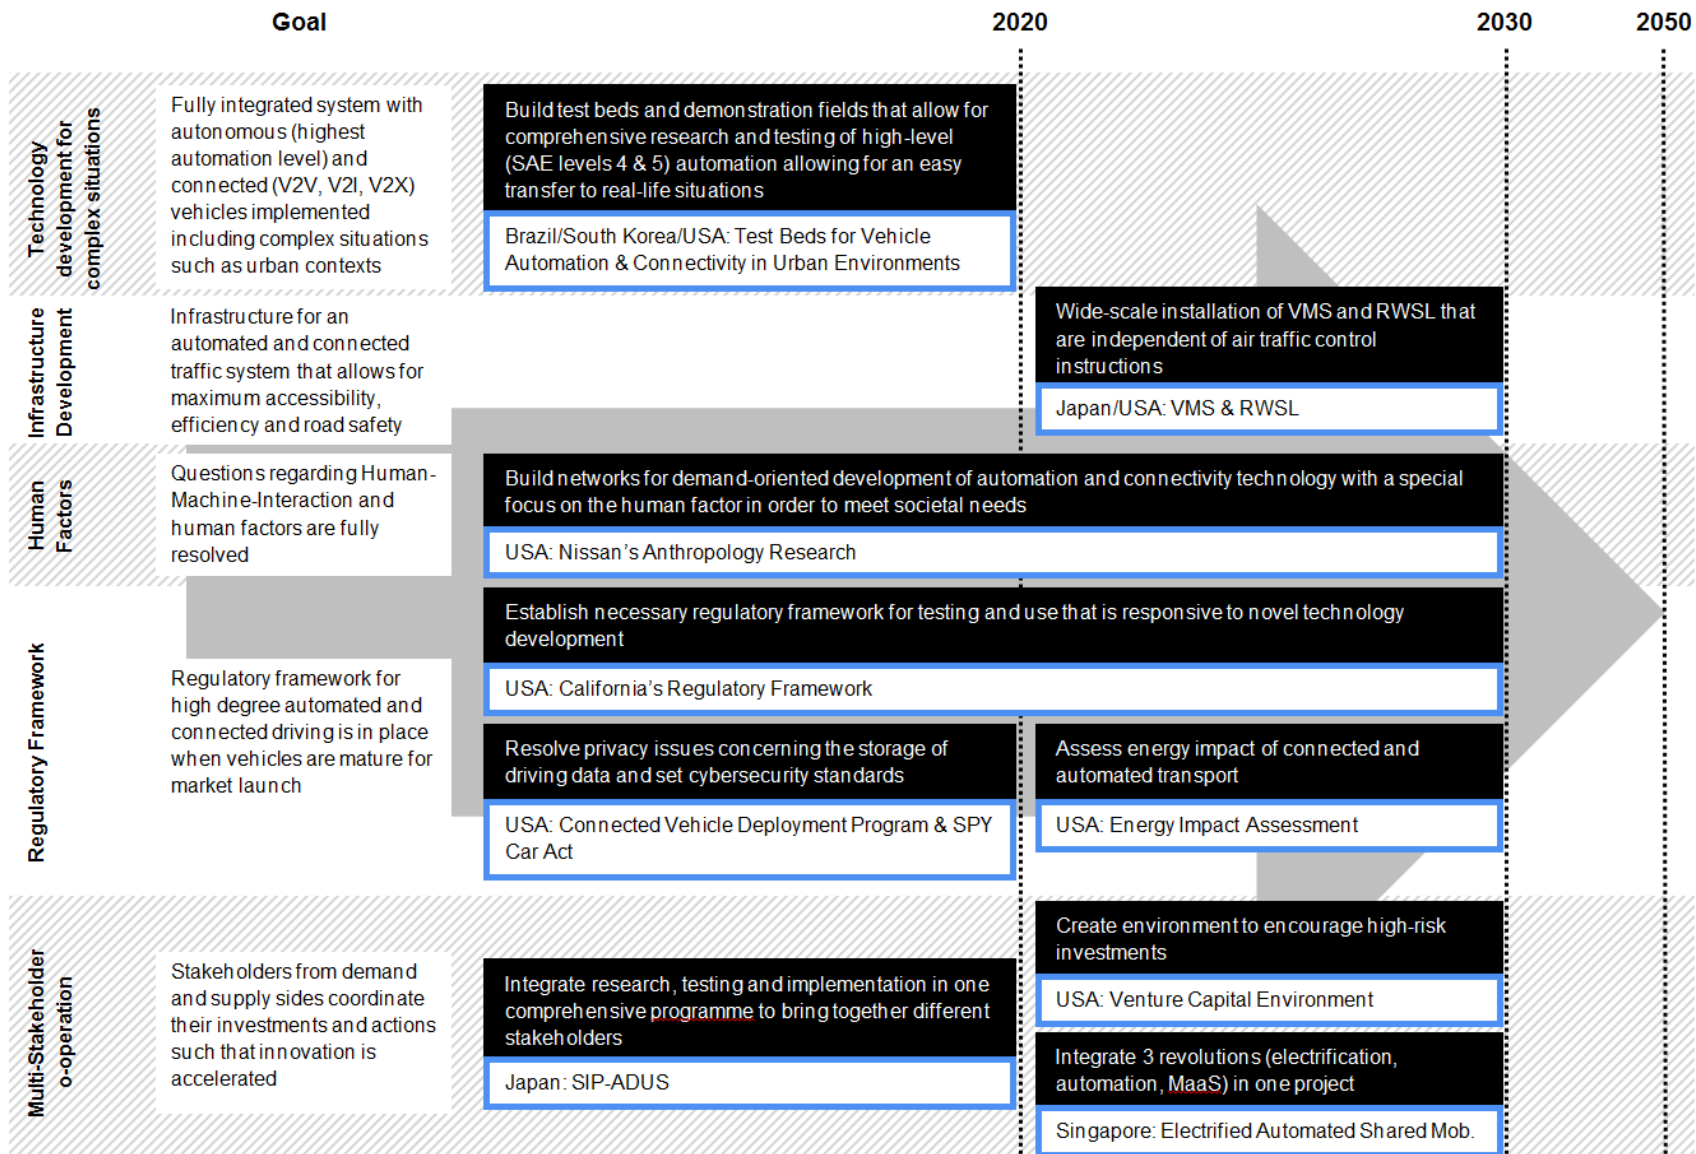 Goal
2020
2030
2050
Technology
development for
complex situations
Fully integrated system with
autonomous (highest
automation level) and
connected (V2V, V2I, V2X)
vehicles implemented
including complex situations
such as urban contexts
Build test beds and demonstration fields that allow for
comprehensive research and testing of high-level
(SAE levels 4 & 5) automation allowing for an easy
transfer to real-life situations
Brazil/South Korea/USA: Test Beds for Vehicle
Automation & Connectivity in Urban Environments
Infrastructure
Development
Infrastructure for an
automated and connected
traffic system that allows for
maximum accessibility,
efficiency and road safety
Wide-scale installation of VMS and RWSL that
are independent of air traffic control
instructions
Japan/USA: VMS & RWSL
Human
Factors
Questions regarding Human-
Machine-Interaction and
human factors are fully
resolved
Build networks for demand-oriented development of automation and connectivity technology with a special
focus on the human factor in order to meet societal needs
USA: Nissan's Anthropology Research
Regulatory Framework
Regulatory framework for
high degree automated and
connected driving is in place
when vehicles are mature for
market launch
Establish necessary regulatory framework for testing and use that is responsive to novel technology
development
USA: California's Regulatory Framework
Resolve privacy issues concerning the storage of
driving data and set cybersecurity standards
USA: Connected Vehicle Deployment Program & SPY
Car Act
Assess energy impact of connected and
automated transport
USA: Energy Impact Assessment
Multi-Stakeholder
o-operation
Stakeholders from demand
and supply sides coordinate
their investments and actions
such that innovation is
accelerated
Integrate research, testing and implementation in one
comprehensive programme to bring together different
stakeholders
Japan: SIP-ADUS
Create environment to encourage high-risk
investments
USA: Venture Capital Environment
Integrate 3 revolutions (electrification,
automation, MaaS) in one project
Singapore: Electrified Automated Shared Mob.